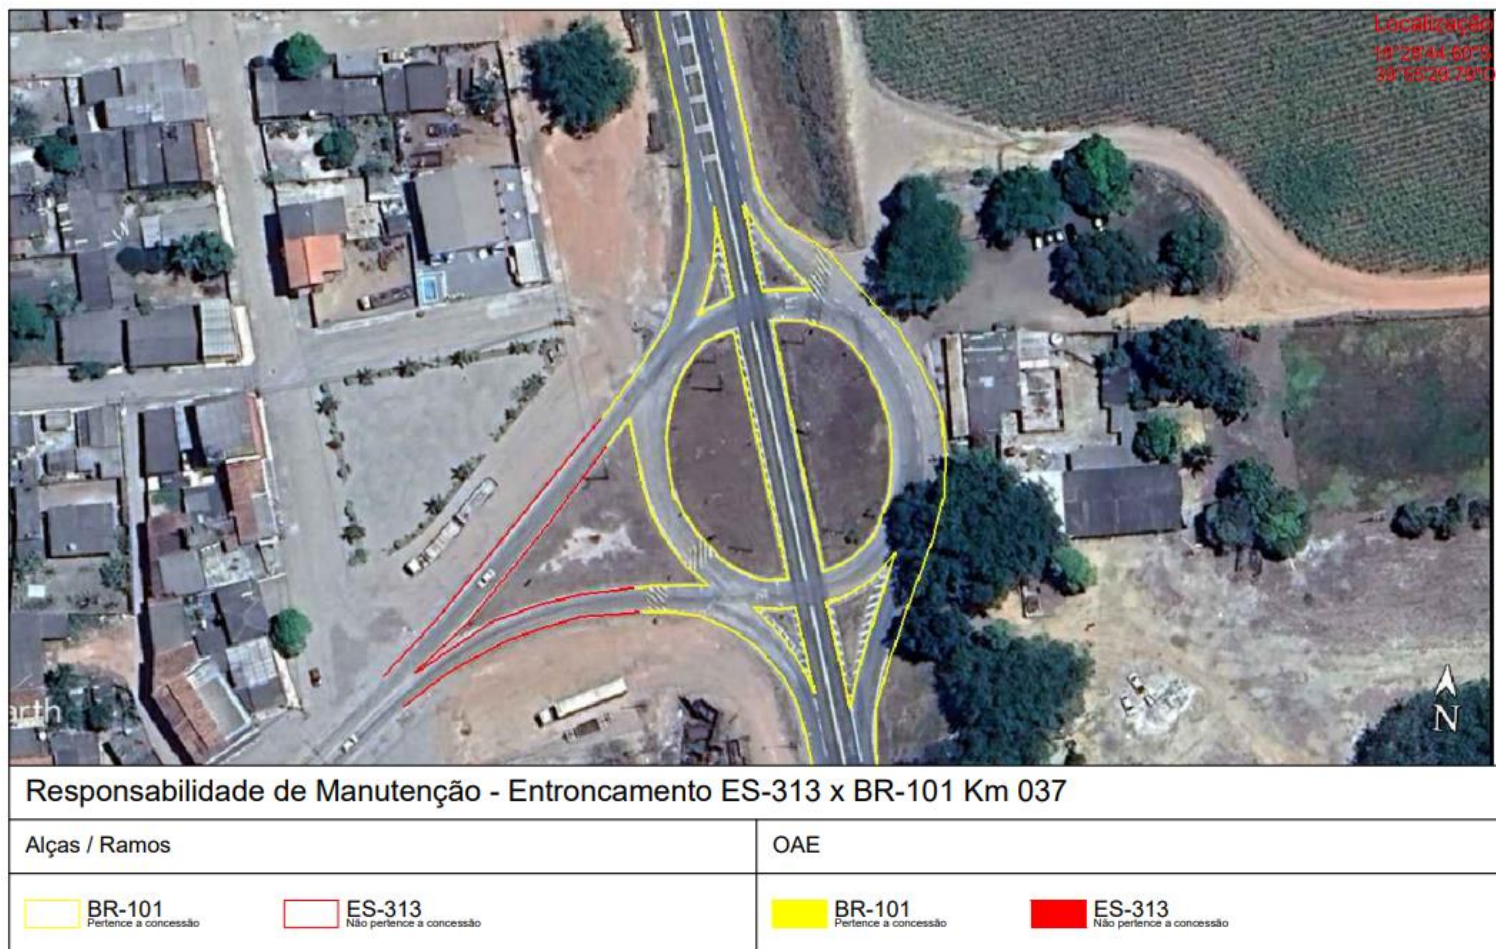 Localização
arth
N
Responsabilidade de Manutenção - Entroncamento ES-313 x BR-101 Km 037
Alças / Ramos
OAE
BR-101
Pertence a concessão
ES-313
Não pertence a concessão
BR-101
Pertence a concessão
ES-313
Não pertence a concessão